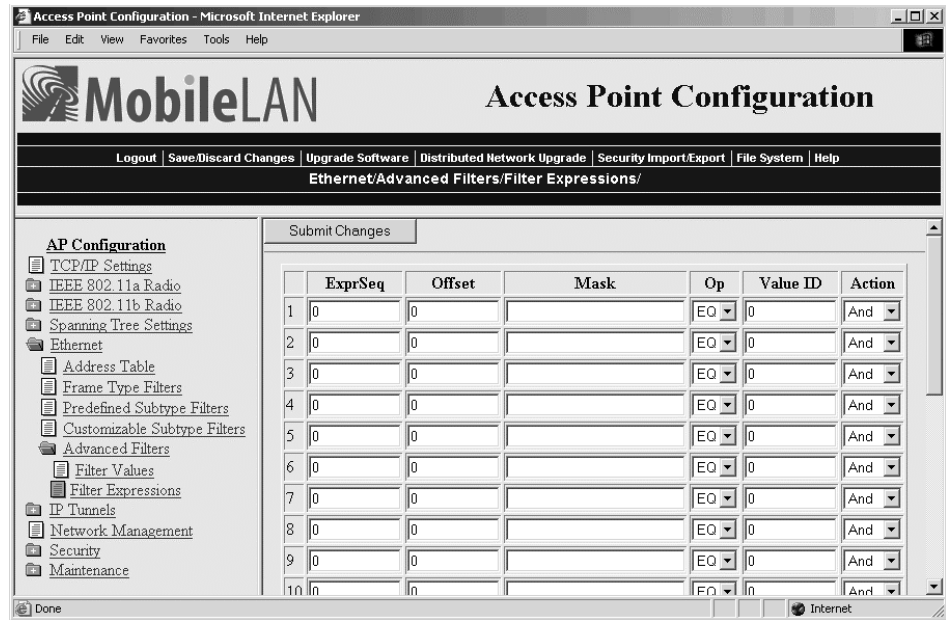 Access Point Configuration - Microsoft Internet Explorer
File Edit View Favorites Tools Help
MobileLAN
Access Point Configuration
Logout | Save/Discard Changes | Upgrade Software | Distributed Network Upgrade | Security Import/Export | File System | Help
Ethernet/Advanced Filters/Filter Expressions/
AP Configuration
TCP/IP Settings
IEEE 802.11a Radio
IEEE 802.11b Radio
Spanning Tree Settings
Ethernet
Address Table
Frame Type Filters
Predefined Subtype Filters
Customizable Subtype Filters
Advanced Filters
Filter Values
Filter Expressions
IP Tunnels
Network Management
Security
Maintenance
Submit Changes
ExprSeq Offset Mask Op Value ID Action
1 0 0 EQ 0 And
2 0 0 EQ 0 And
3 0 0 EQ 0 And
4 0 0 EQ 0 And
5 0 0 EQ 0 And
6 0 0 EQ 0 And
7 0 0 EQ 0 And
8 0 0 EQ 0 And
9 0 0 EQ 0 And
10 0 0 EQ 0 And
Done Internet